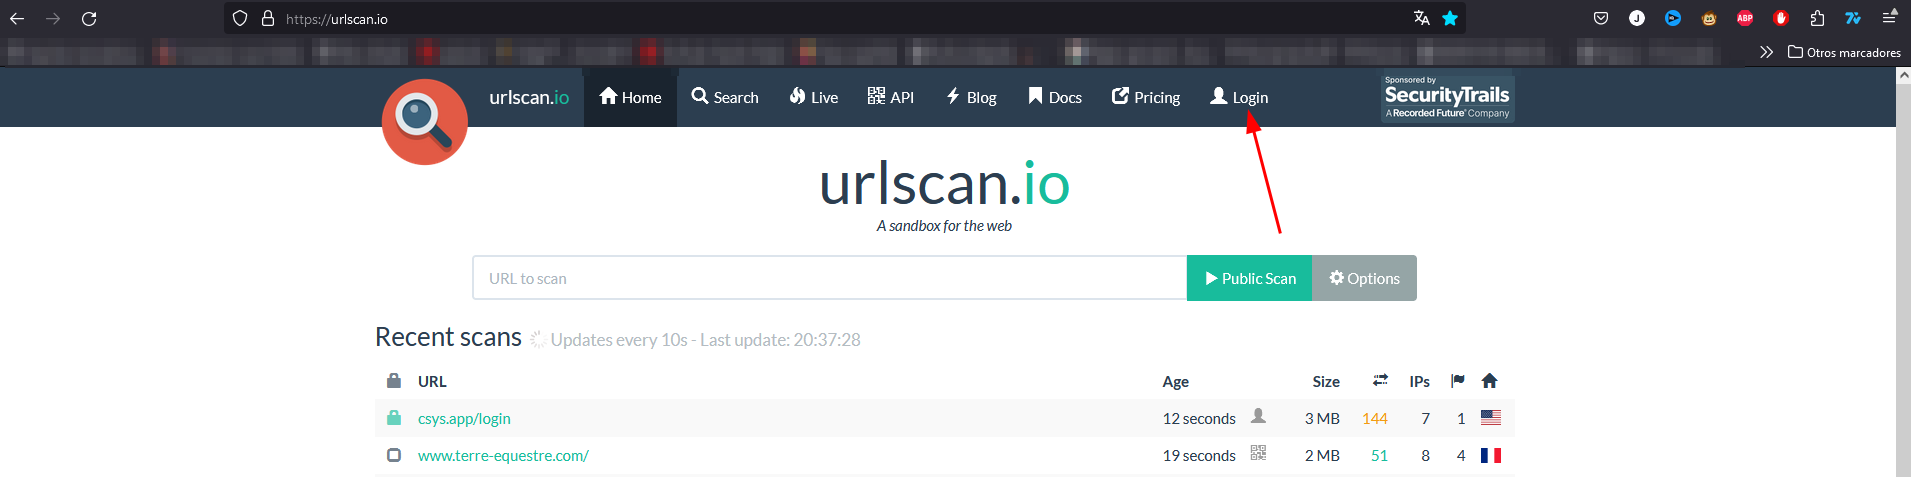 https://urlscan.io
J
ABP
Otros marcadores
urlscan.io Home Search Live API Blog Docs Pricing Login
Sponsored by
SecurityTrails
A Recorded Future® Company
urlscan.io
A sandbox for the web
URL to scan Public Scan Options
Recent scans Updates every 10s - Last update: 20:37:28
URL Age Size IPs
csys.app/login 12 seconds 3 MB 144 7 1
www.terre-equestre.com/ 19 seconds 2 MB 51 8 4